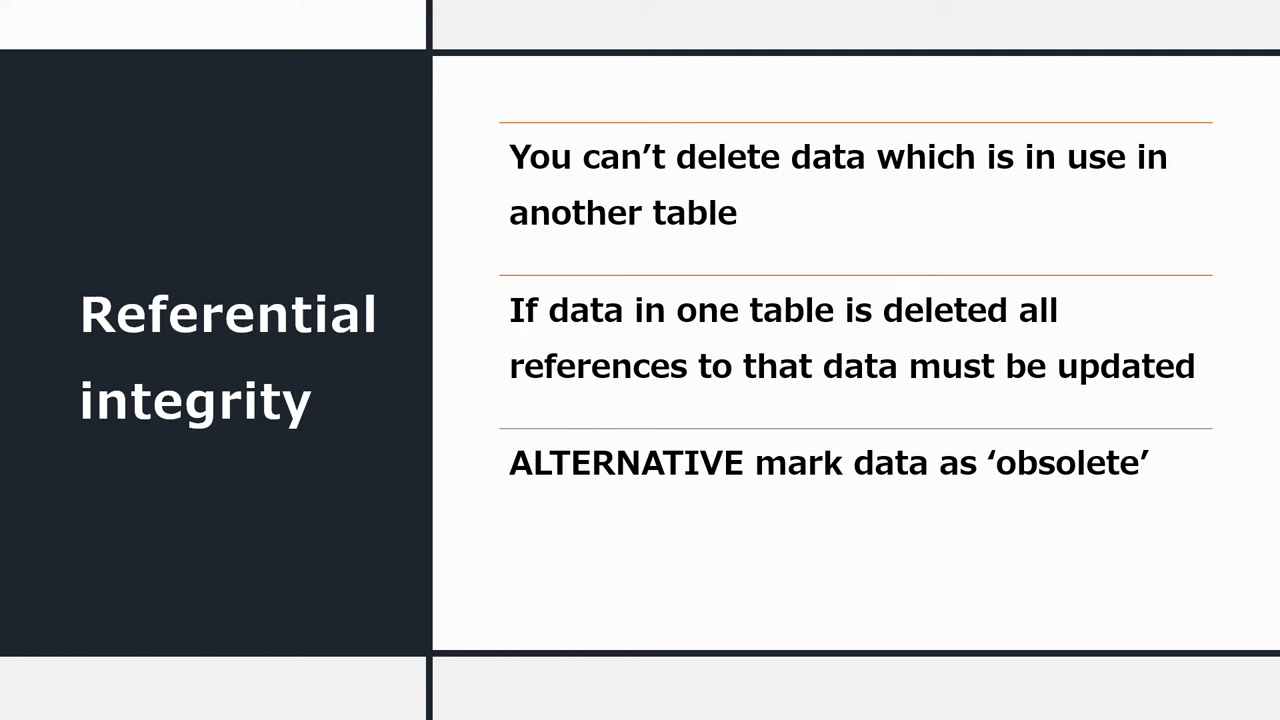 Referential
integrity
You can’t delete data which is in use in
another table
If data in one table is deleted all
references to that data must be updated
ALTERNATIVE mark data as ‘obsolete’